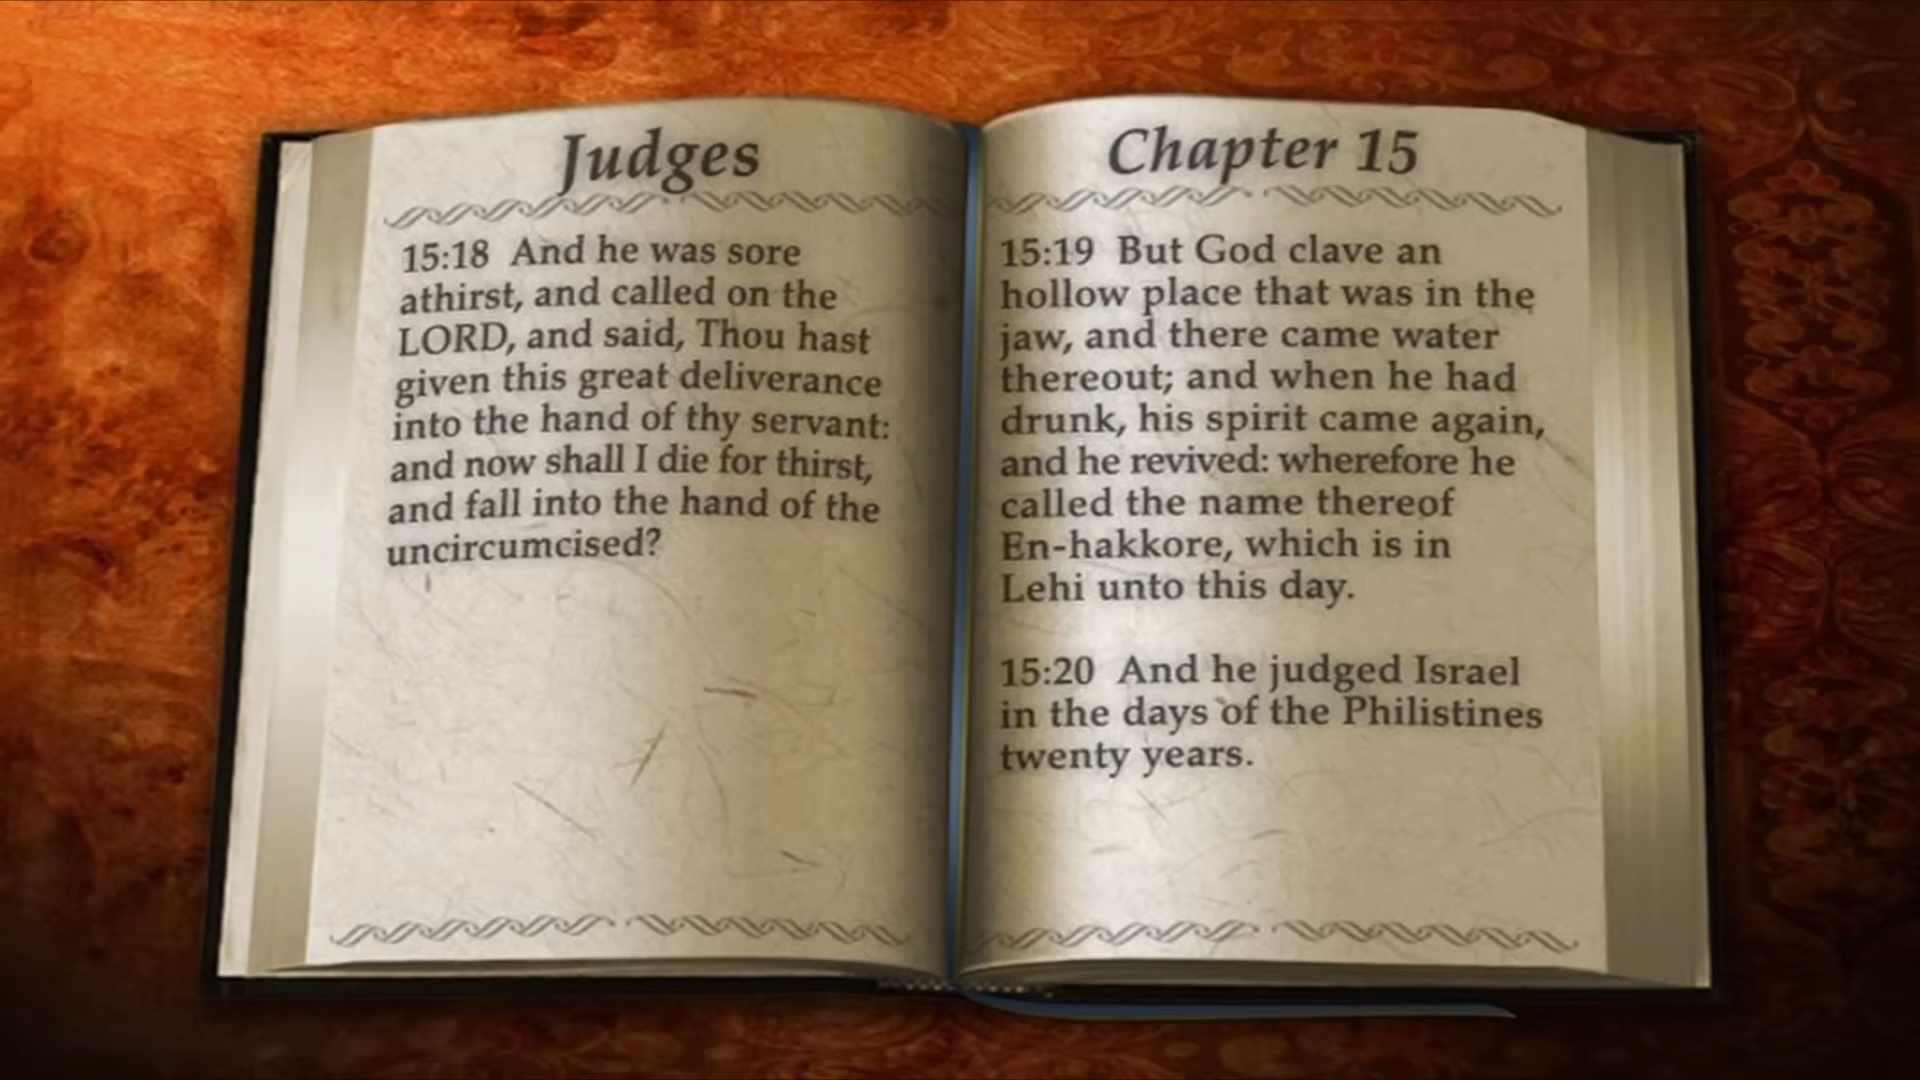 Judges
15:18 And he was sore
athirst, and called on the
LORD, and said, Thou hast
given this great deliverance
into the hand of thy servant:
and now shall I die for thirst,
and fall into the hand of the
uncircumcised?
Chapter 15
15:19 But God clave an
hollow place that was in the
jaw, and there came water
thereout; and when he had
drunk, his spirit came again,
and he revived: wherefore he
called the name thereof
En-hakkore, which is in
Lehi unto this day.
15:20 And he judged Israel
in the days of the Philistines
twenty years.